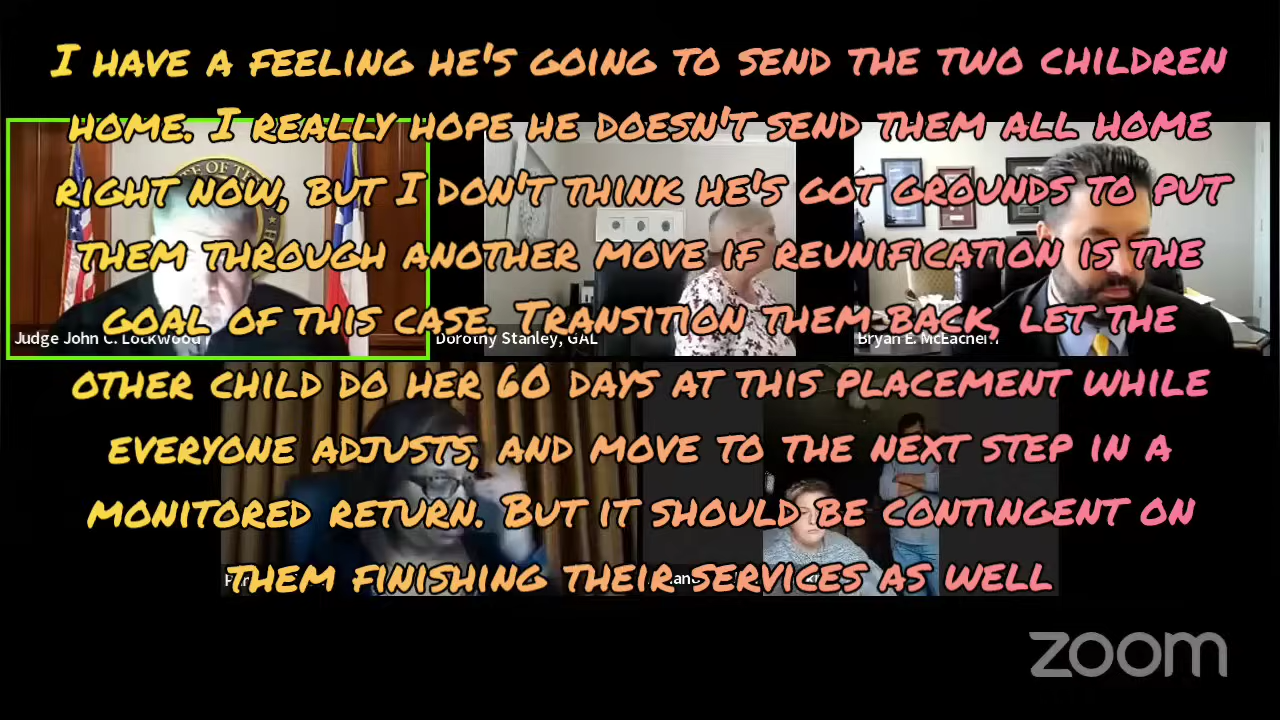 I HAVE A FEELING HE'S GOING TO SEND THE TWO CHILDREN
HOME. I REALLY HOPE HE DOESN'T SEND THEM ALL HOME
RIGHT NOW, BUT I DON'T THINK HE'S GOT GROUNDS TO PUT
THEM THROUGH ANOTHER MOVE IF REUNIFICATION IS THE
GOAL OF THIS CASE. TRANSITION THEM BACK, LET THE
OTHER CHILD DO HER 60 DAYS AT THIS PLACEMENT WHILE
EVERYONE ADJUSTS, AND MOVE TO THE NEXT STEP IN A
MONITORED RETURN. BUT IT SHOULD BE CONTINGENT ON
THEM FINISHING THEIR SERVICES AS WELL
Judge John C. Lockwood
Dorothy Stanley, GAL
Bryan E.
zoom